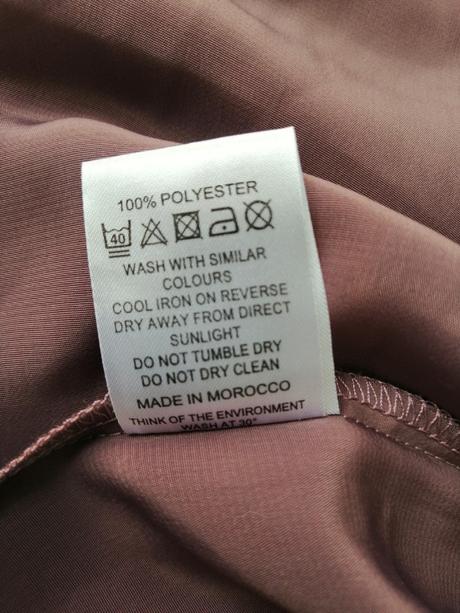 100% POLYESTER
40
WASH WITH SIMILAR
COLOURS
COOL IRON ON REVERSE
DRY AWAY FROM DIRECT
SUNLIGHT
DO NOT TUMBLE DRY
DO NOT DRY CLEAN
MADE IN MOROCCO
THINK OF THE ENVIRONMENT
WASH AT 30°